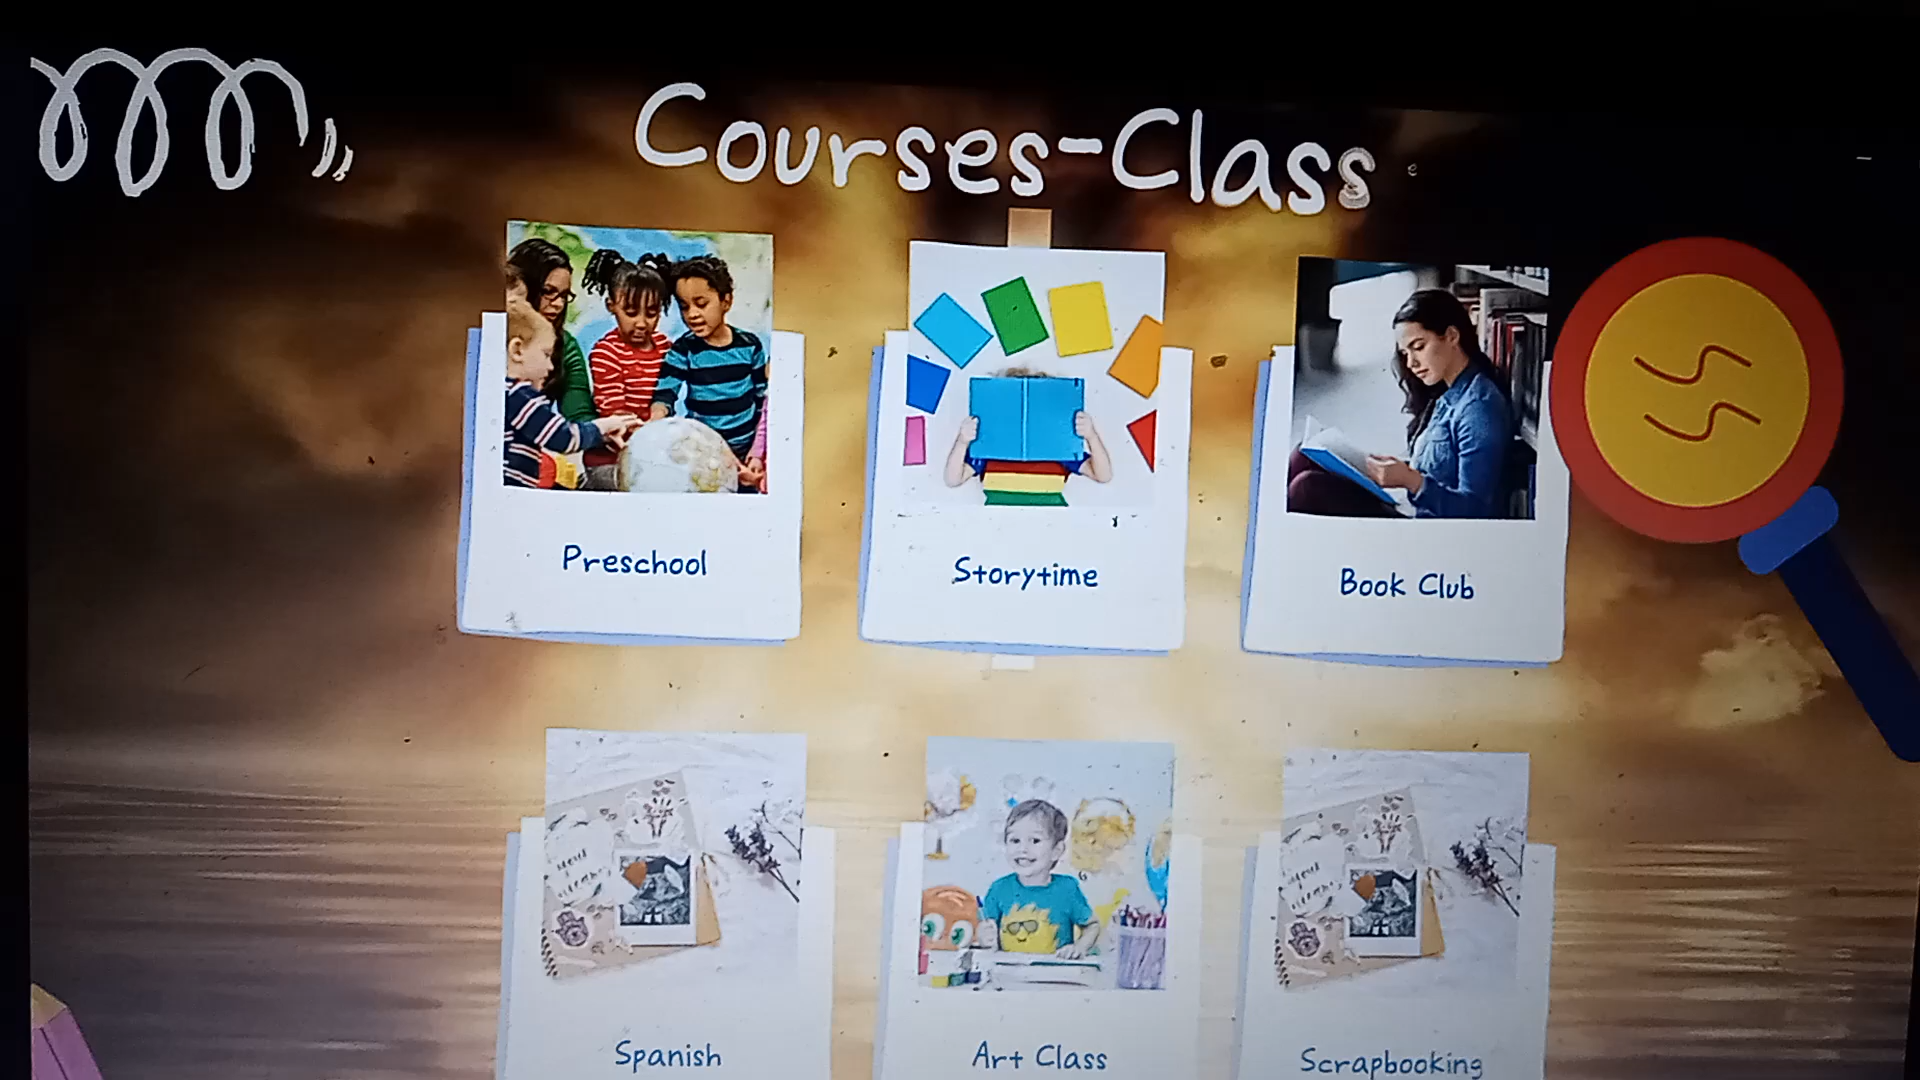 Courses-Class
Preschool
Storytime
Book Club
Spanish
Art Class
Scrapbooking